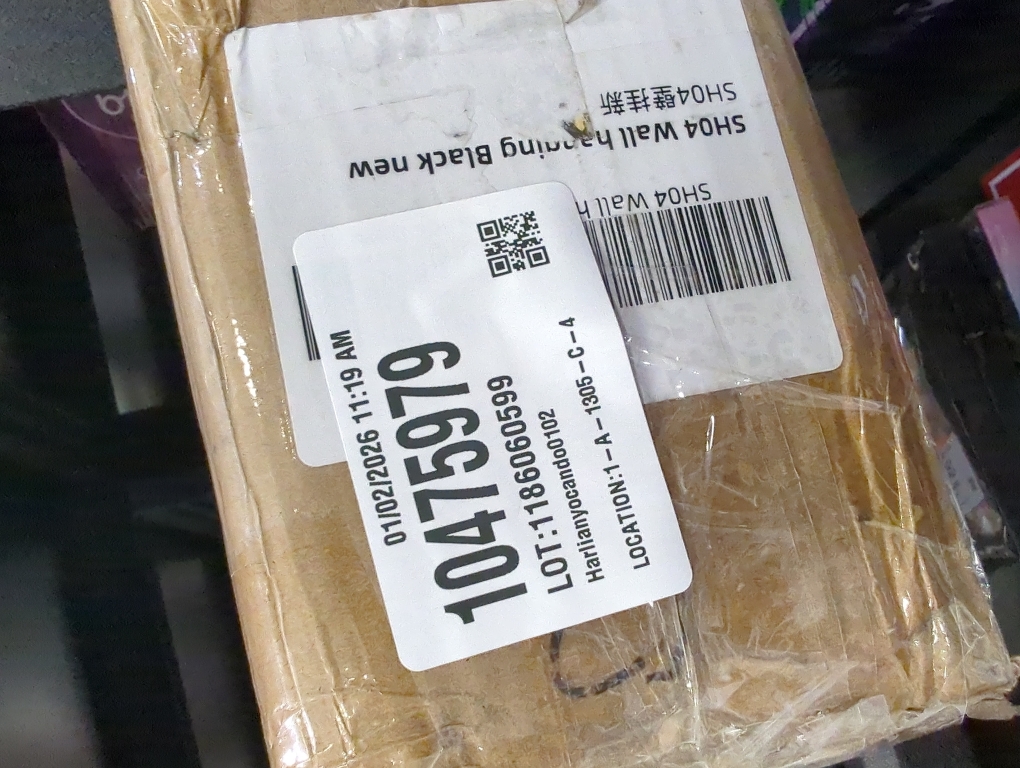 SH04壁挂新
SH04 Wall hanging Black new
SH04 Wall h
01/02/2026 11:19 AM
1047597979
LOT:1186060599
Harlianyocando0102
LOCATION:1-A-1305-C-4